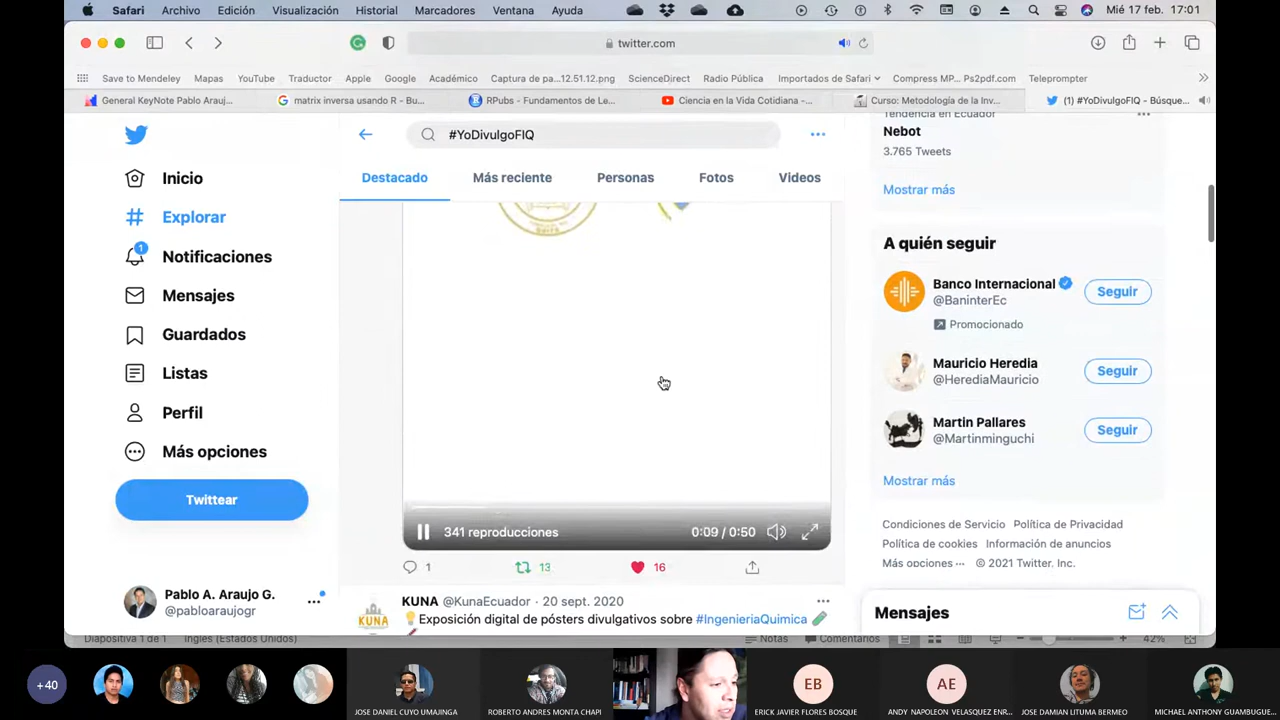 Safari Archivo Edición Visualización Historial Marcadores Ventana Ayuda Mié 17 feb. 17:01
twitter.com
Save to Mendeley Mapas YouTube Traductor Apple Google Académico Captura de pa...12.51.12.png ScienceDirect Radio Pública Importados de Safari Compress MP... Ps2pdf.com Teleprompter
General KeyNote Pablo Arauj... matrix inversa usando R - Bu... RPubs - Fundamentos de Le... Ciencia en la Vida Cotidiana -... Curso: Metodología de la Inv... (1) #YoDivulgoFIQ - Búsque...
Inicio
Explorar
1
Notificaciones
Mensajes
Guardados
Listas
Perfil
Más opciones
Twittear
Pablo A. Araujo G.
@pabloaraujogr
#YoDivulgoFIQ
Destacado Más reciente Personas Fotos Videos
341 reproducciones 0:09 / 0:50
1 13 16
KUNA @KunaEcuador · 20 sept. 2020
Exposición digital de pósters divulgativos sobre #IngenieriaQuimica
KUNA
Tendencia en Ecuador
Nebot
3.765 Tweets
Mostrar más
A quién seguir
Banco Internacional
@BaninterEc
Promocionado
Seguir
Mauricio Heredia
@HerediaMauricio
Seguir
Martin Pallares
@Martinminguchi
Seguir
Mostrar más
Condiciones de Servicio Política de Privacidad
Política de cookies Información de anuncios
Más opciones ··· © 2021 Twitter, Inc.
Mensajes
Diapositiva 1 de 1 Inglés (Estados Unidos) Notas Comentarios 42%
+40 EB AE
JOSE DANIEL CUYO UMAJINGA ROBERTO ANDRES MONTA CHAPI ERICK JAVIER FLORES BOSQUE ANDY NAPOLEON VELASQUEZ ENR... JOSE DAMIAN LITUMA BERMEO MICHAEL ANTHONY GUAMBUGUE...